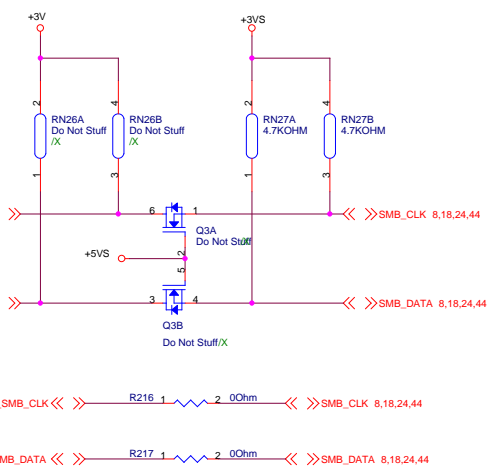 +3V
+3VS
2
4
2
4
RN26A
Do Not Stuff
/X
RN26B
Do Not Stuff
/X
RN27A
4.7KOHM
RN27B
4.7KOHM
1
3
1
3
6
1
SMB_CLK 8,18,24,44
Q3A
Do Not Stuff
2
+5VS
5
3
4
SMB_DATA 8,18,24,44
Q3B
Do Not Stuff/X
SMB_CLK
R216
1
2
0Ohm
SMB_CLK 8,18,24,44
MB_DATA
R217
1
2
0Ohm
SMB_DATA 8,18,24,44